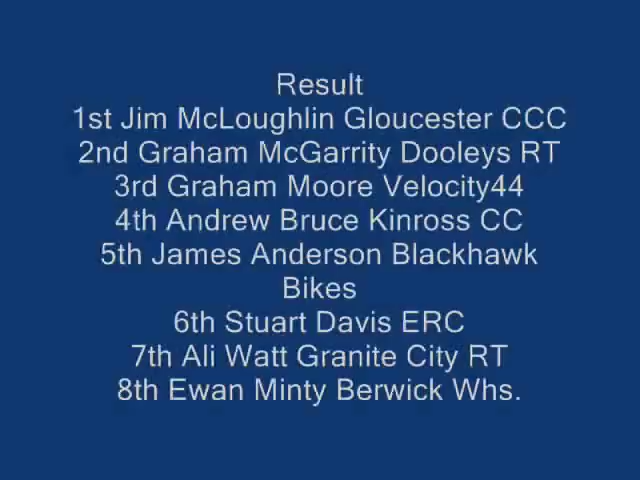 Result
1st Jim McLoughlin Gloucester CCC
2nd Graham McGarrity Dooleys RT
3rd Graham Moore Velocity44
4th Andrew Bruce Kinross CC
5th James Anderson Blackhawk
Bikes
6th Stuart Davis ERC
7th Ali Watt Granite City RT
8th Ewan Minty Berwick Whs.